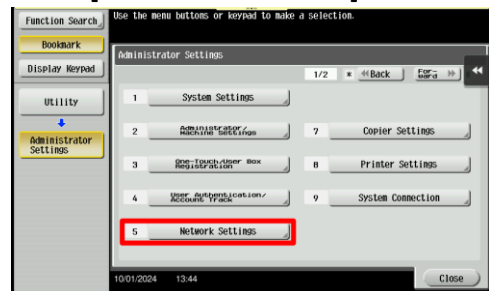 Function Search
Use the menu buttons or keypad to make a selection.
Bookmark
Display Keypad
Utility
Administrator
Settings
Administrator Settings
1/2
Back
For-
ward
1 System Settings
2 Administrator/
Machine Settings
3 One-Touch/User Box
Registration
4 User Authentication/
Account Track
5 Network Settings
7 Copier Settings
8 Printer Settings
9 System Connection
10/01/2024 13:44
Close